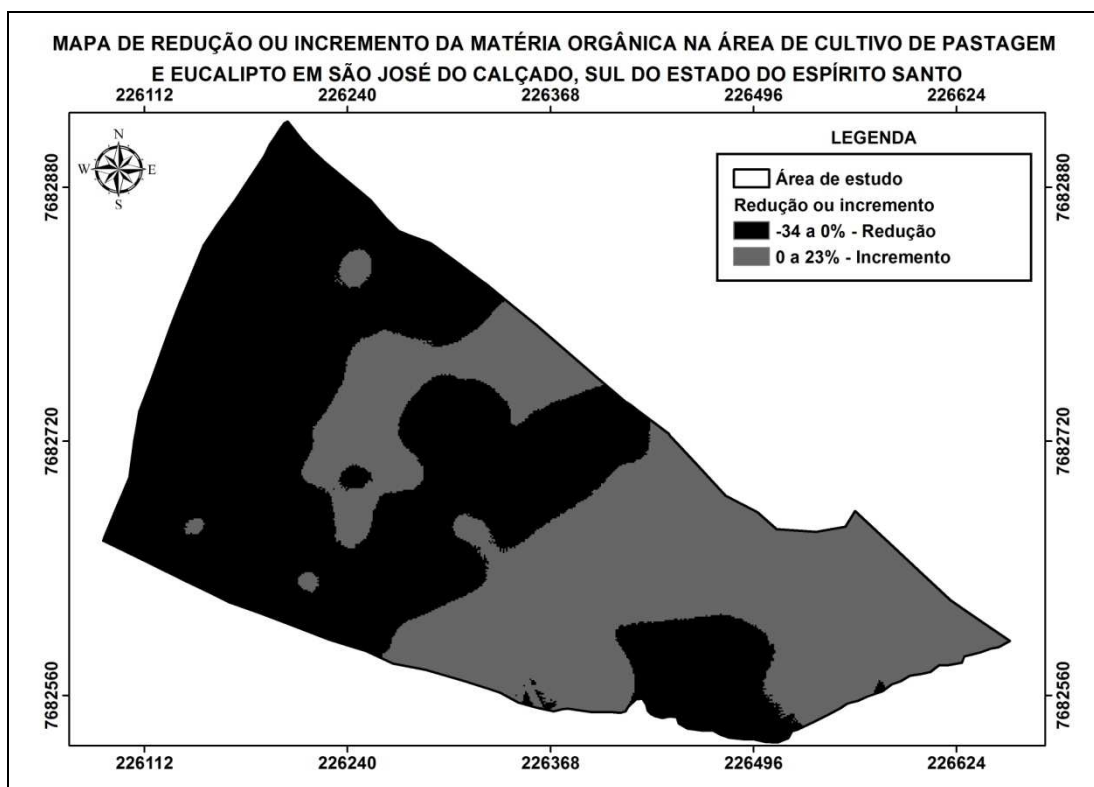 MAPA DE REDUÇÃO OU INCREMENTO DA MATÉRIA ORGÂNICA NA ÁREA DE CULTIVO DE PASTAGEM
E EUCALIPTO EM SÃO JOSÉ DO CALÇADO, SUL DO ESTADO DO ESPÍRITO SANTO
226112 226240 226368 226496 226624
N
W E
S
LEGENDA
Área de estudo
Redução ou incremento
-34 a 0% - Redução
0 a 23% - Incremento
7682880 7682880
7682720 7682720
7682560 7682560
226112 226240 226368 226496 226624